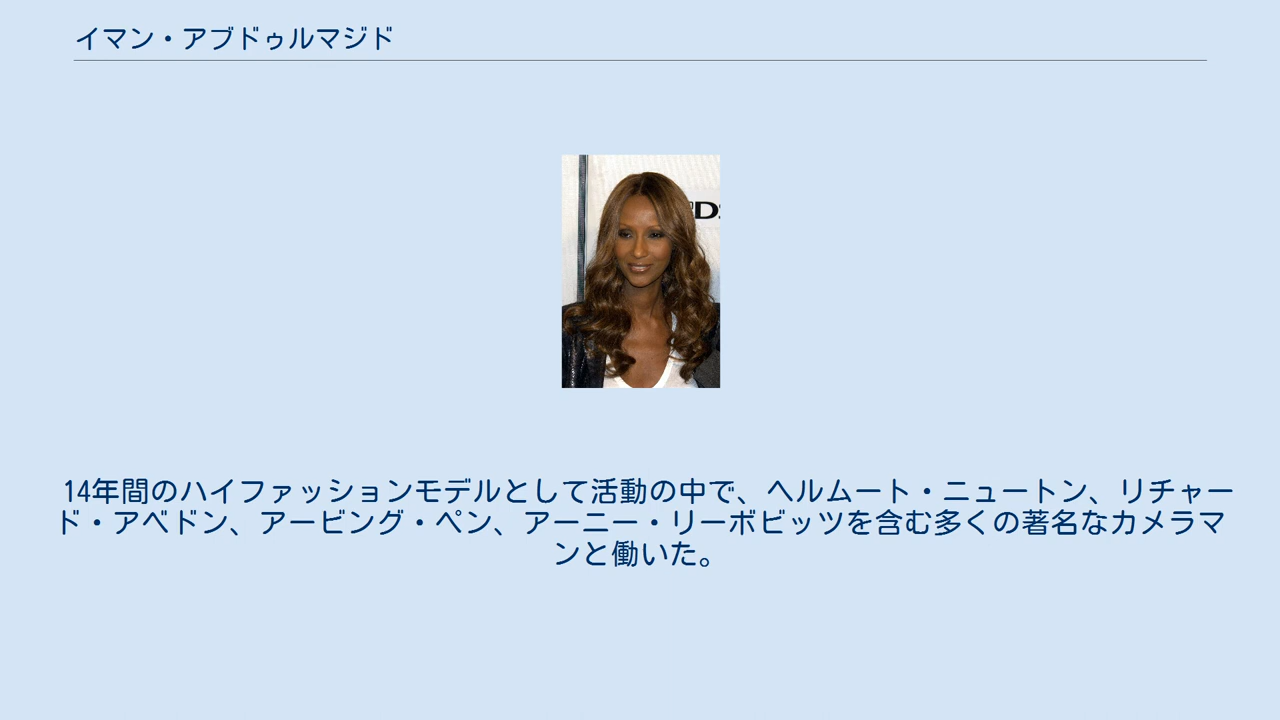 イマン・アブドゥルマジド
DS
14年間のハイファッションモデルとして活動の中で、ヘルムート・ニュートン、リチャー
ド・アベドン、アービング・ペン、アーニー・リーボビッツを含む多くの著名なカメラマ
ンと働いた。